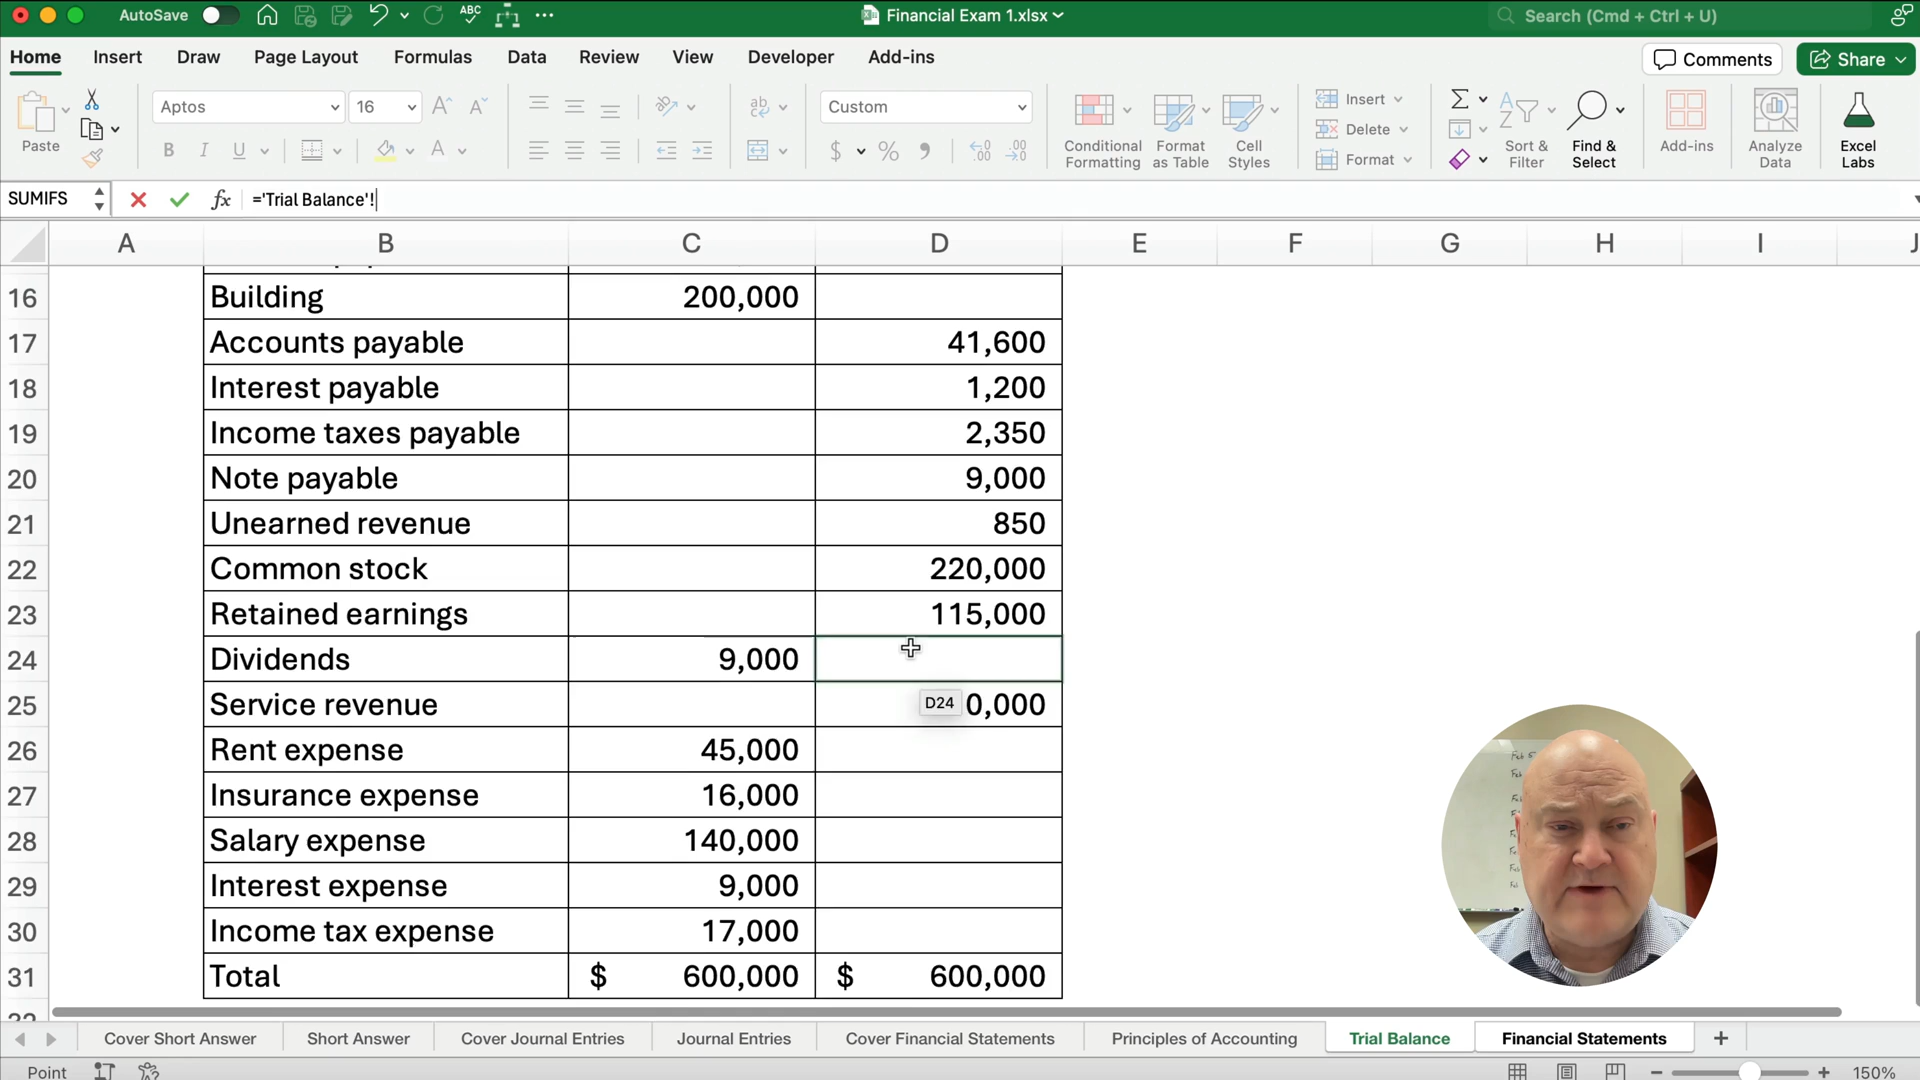 AutoSave
ABC
Financial Exam 1.xlsx
Search (Cmd + Ctrl + U)
Home Insert Draw Page Layout Formulas Data Review View Developer Add-ins
Comments Share
Paste
Aptos 16
B I U A
ab
Custom
$ % 9
Conditional Formatting
Format as Table
Cell Styles
Insert
Delete
Format
Sort & Filter
Find & Select
Add-ins
Analyze Data
Excel Labs
SUMIFS fx ='Trial Balance'!
A B C D E F G H I J
16 Building 200,000
17 Accounts payable 41,600
18 Interest payable 1,200
19 Income taxes payable 2,350
20 Note payable 9,000
21 Unearned revenue 850
22 Common stock 220,000
23 Retained earnings 115,000
24 Dividends 9,000
25 Service revenue D24 0,000
26 Rent expense 45,000
27 Insurance expense 16,000
28 Salary expense 140,000
29 Interest expense 9,000
30 Income tax expense 17,000
31 Total $ 600,000 $ 600,000
Cover Short Answer Short Answer Cover Journal Entries Journal Entries Cover Financial Statements Principles of Accounting Trial Balance Financial Statements +
Point
− + 150%